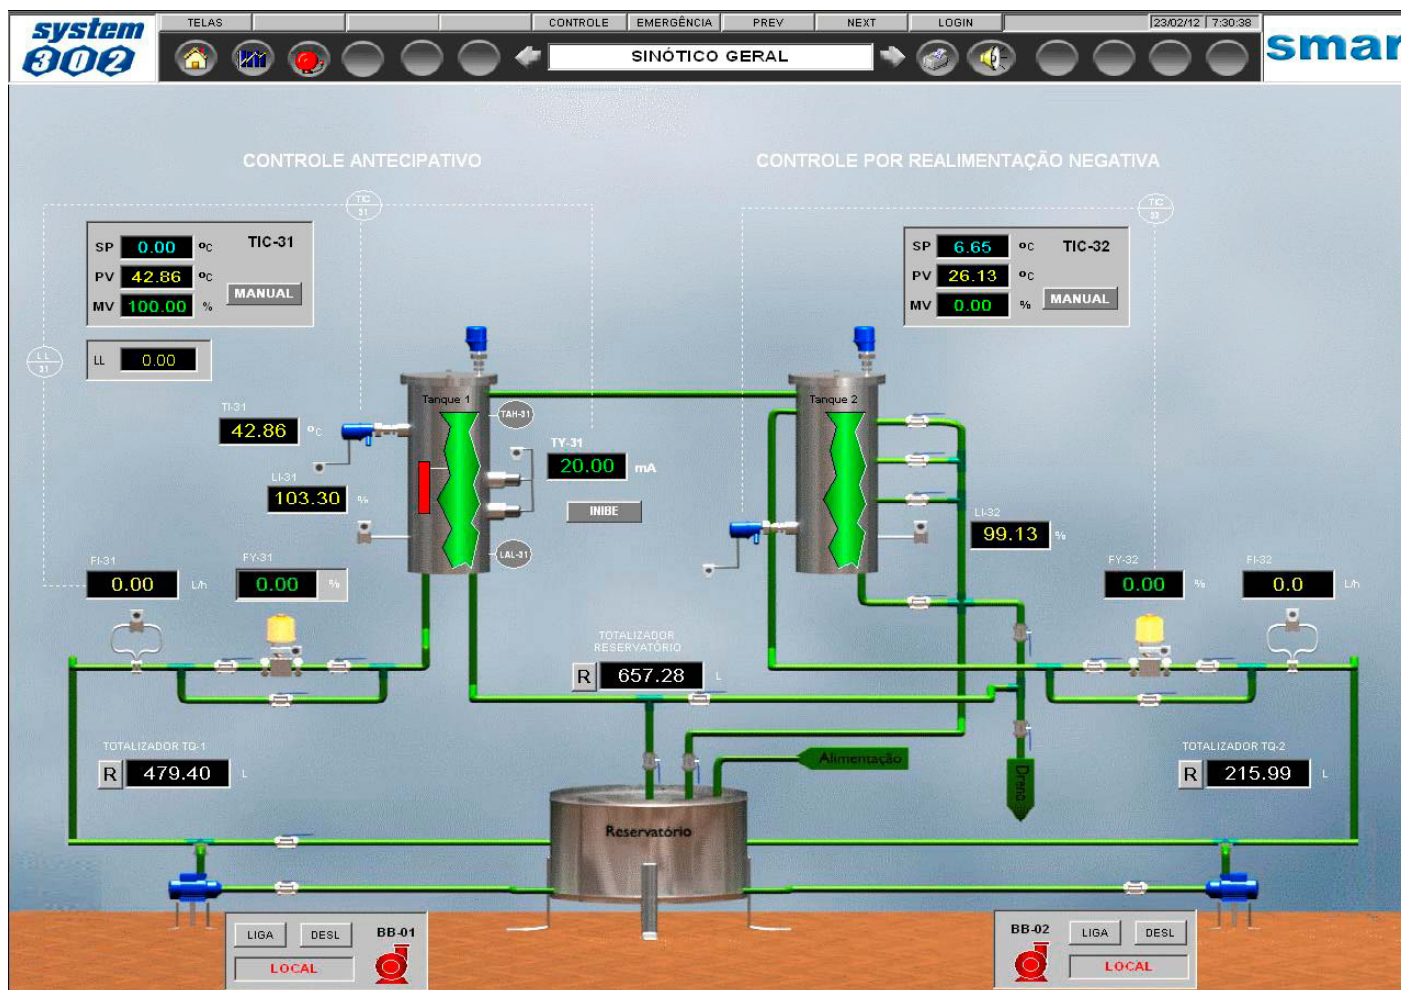 system
302
TELAS
CONTROLE
EMERGÊNCIA
PREV
NEXT
LOGIN
23/02/12
7:30:38
SINÓTICO GERAL
smar
CONTROLE ANTECIPATIVO
CONTROLE POR REALIMENTAÇÃO NEGATIVA
TIC
31
TIC
32
SP 0.00 ºC TIC-31
PV 42.86 ºC
MANUAL
MV 100.00 %
SP 6.65 ºC TIC-32
PV 26.13 ºC
MANUAL
MV 0.00 %
LL
31
LL 0.00
Tanque 1
Tanque 2
TI-31
42.86 ºC
TAH-31
TY-31
20.00 mA
LI-31
103.30 %
INIBE
LI-32
99.13 %
LAL-31
FI-31
0.00 L/h
FY-31
0.00 %
FY-32
0.00 %
FI-32
0.0 L/h
TOTALIZADOR
RESERVATÓRIO
R 657.28 L
TOTALIZADOR TQ-1
R 479.40 L
TOTALIZADOR TQ-2
R 215.99 L
Alimentação
Dreno
Reservatório
LIGA DESL BB-01
LOCAL
BB-02 LIGA DESL
LOCAL